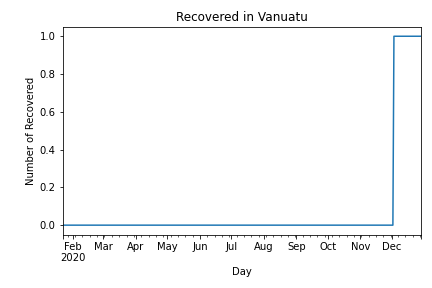 Recovered in Vanuatu
Number of Recovered
1.0
0.8
0.6
0.4
0.2
0.0
Feb Mar Apr May Jun Jul Aug Sep Oct Nov Dec
2020
Day